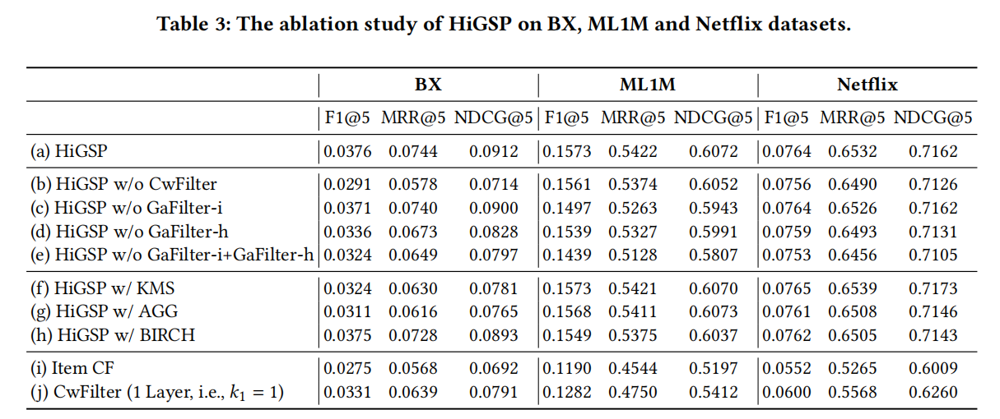 Table 3: The ablation study of HiGSP on BX, ML1M and Netflix datasets.
BX ML1M Netflix
F1@5 MRR@5 NDCG@5 F1@5 MRR@5 NDCG@5 F1@5 MRR@5 NDCG@5
(a) HiGSP 0.0376 0.0744 0.0912 0.1573 0.5422 0.6072 0.0764 0.6532 0.7162
(b) HiGSP w/o CwFilter 0.0291 0.0578 0.0714 0.1561 0.5374 0.6052 0.0756 0.6490 0.7126
(c) HiGSP w/o GaFilter-i 0.0371 0.0740 0.0900 0.1497 0.5263 0.5943 0.0764 0.6526 0.7162
(d) HiGSP w/o GaFilter-h 0.0336 0.0673 0.0828 0.1539 0.5327 0.5991 0.0759 0.6493 0.7131
(e) HiGSP w/o GaFilter-i+GaFilter-h 0.0324 0.0649 0.0797 0.1439 0.5128 0.5807 0.0753 0.6456 0.7105
(f) HiGSP w/ KMS 0.0324 0.0630 0.0781 0.1573 0.5421 0.6070 0.0765 0.6539 0.7173
(g) HiGSP w/ AGG 0.0311 0.0616 0.0765 0.1568 0.5411 0.6073 0.0761 0.6508 0.7146
(h) HiGSP w/ BIRCH 0.0375 0.0728 0.0893 0.1549 0.5375 0.6037 0.0762 0.6505 0.7143
(i) Item CF 0.0275 0.0568 0.0692 0.1190 0.4544 0.5197 0.0552 0.5265 0.6009
(j) CwFilter (1 Layer, i.e., k₁ = 1) 0.0331 0.0639 0.0791 0.1282 0.4750 0.5412 0.0600 0.5568 0.6260